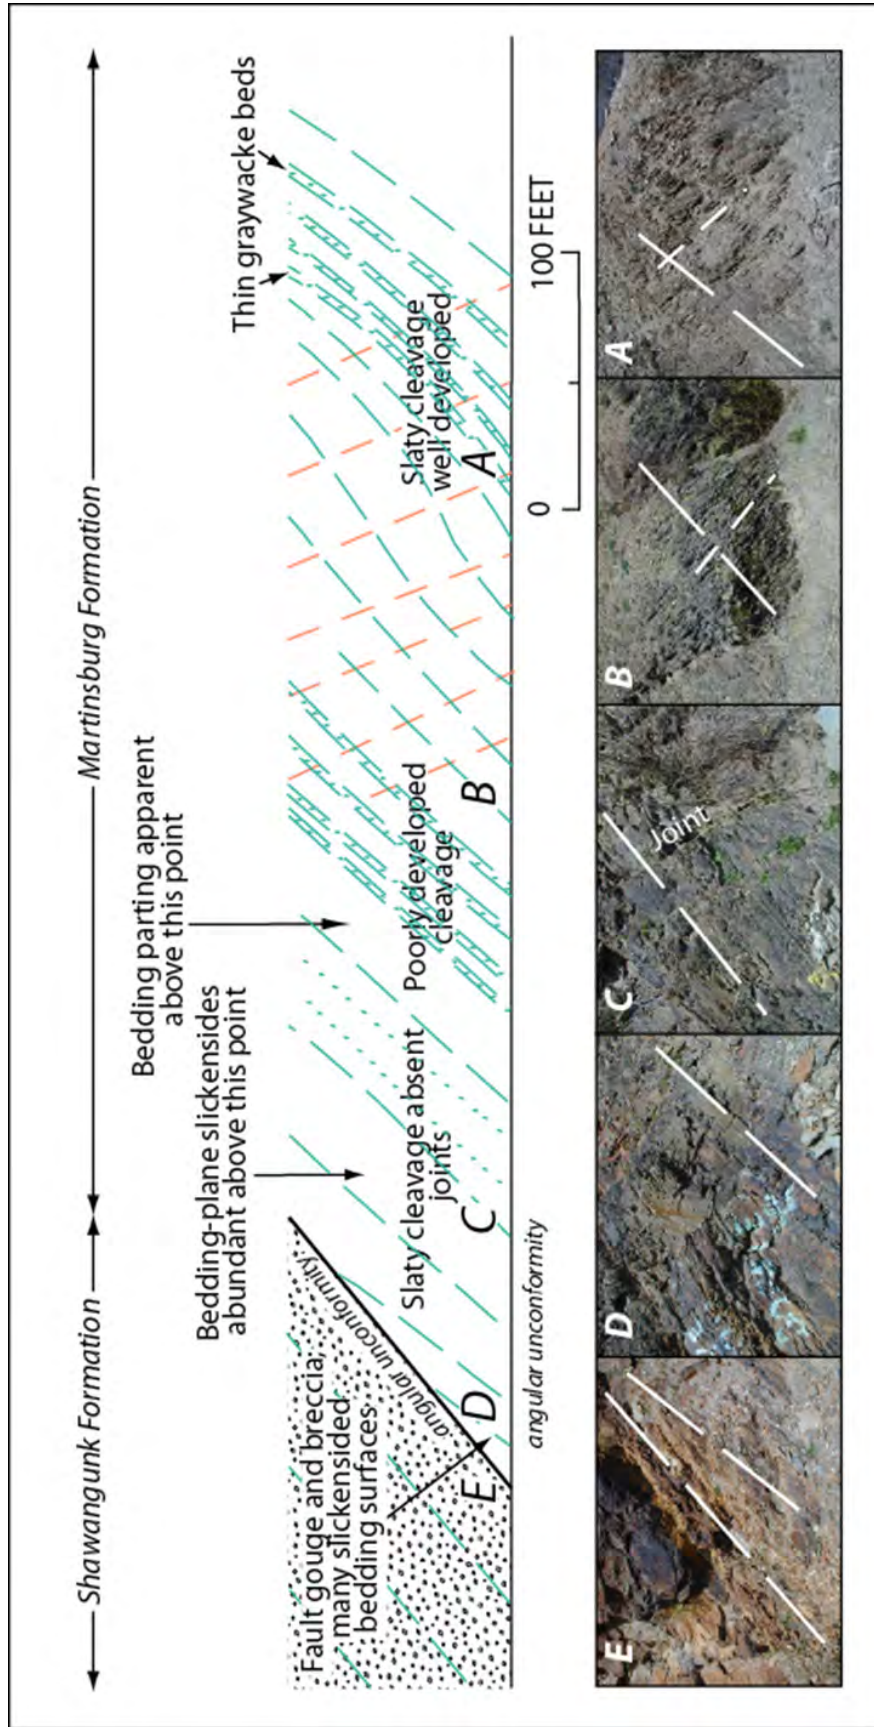 Shawangunk Formation
Martinsburg Formation
Bedding parting apparent
above this point
Bedding-plane slickensides
abundant above this point
Thin graywacke beds
Fault gouge and breccia;
many slickensided
bedding surfaces
angular unconformity
Slaty cleavage absent
joints
Poorly developed
cleavage
Slaty cleavage
well developed
E
D
C
B
A
angular unconformity
0
100 FEET
E
D
C
Joint
B
A